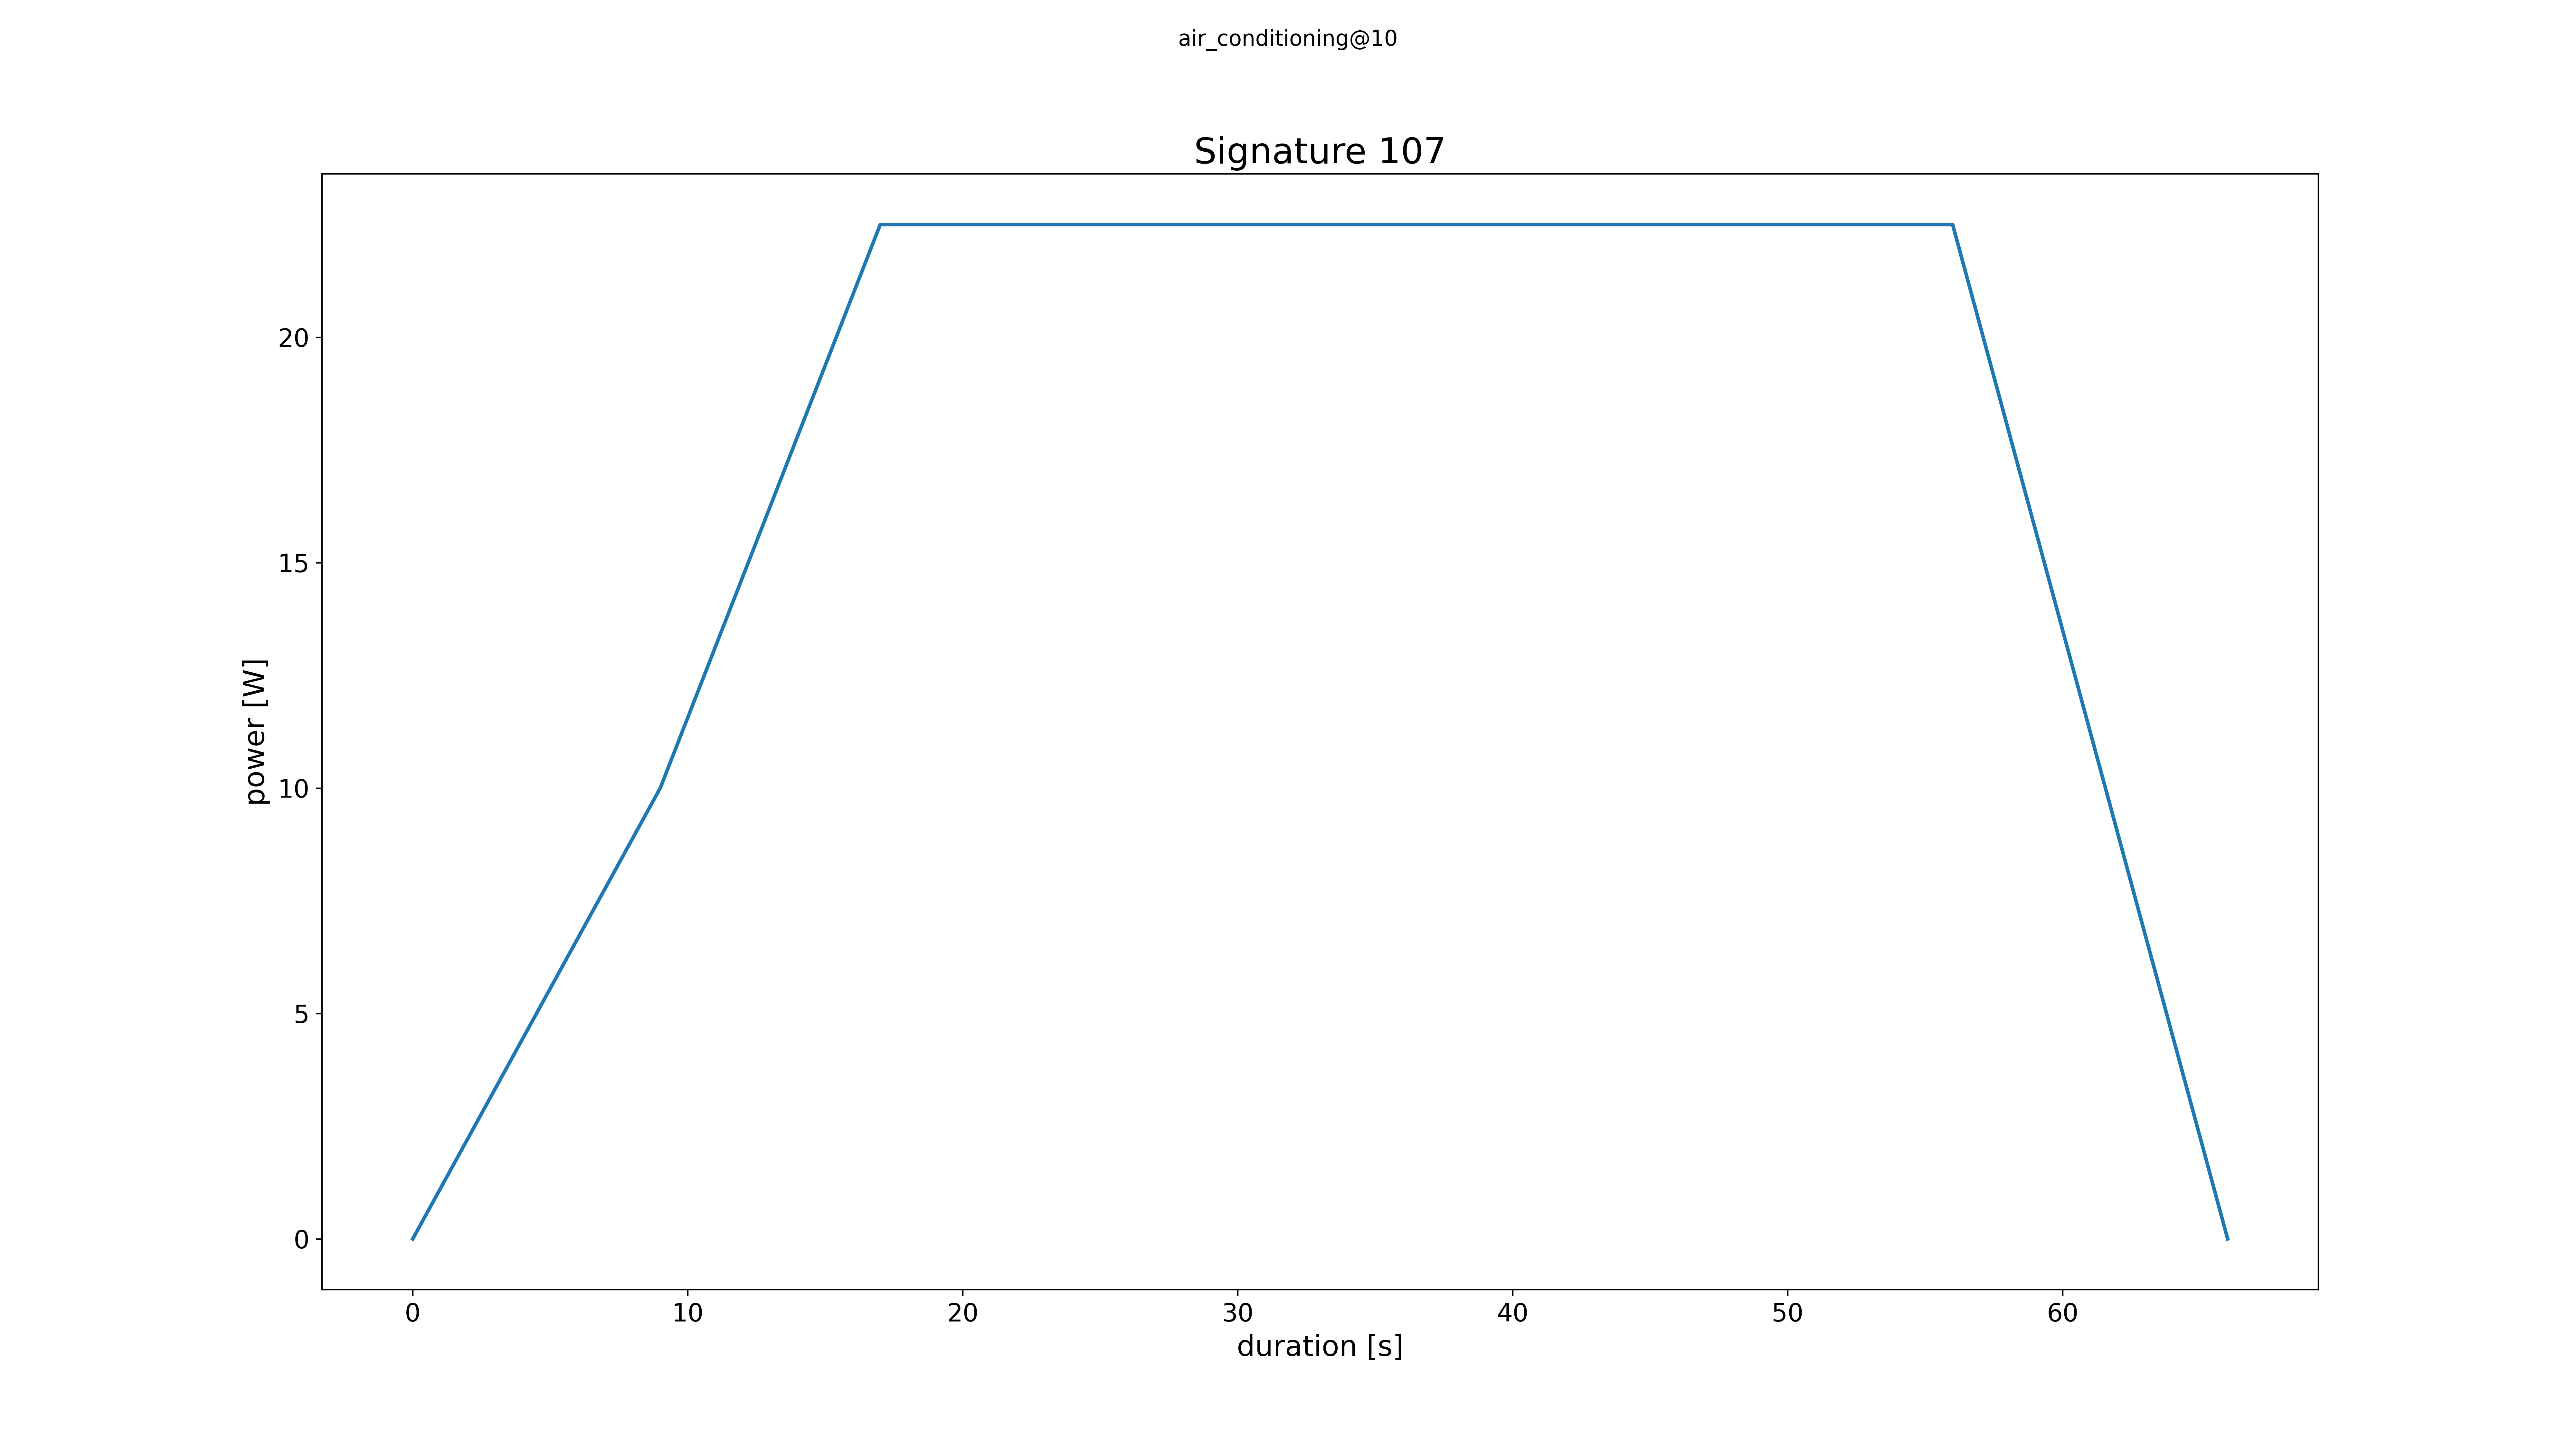 air_conditioning@10
Signature 107
power [W]
20
15
10
5
0
0 10 20 30 40 50 60
duration [s]